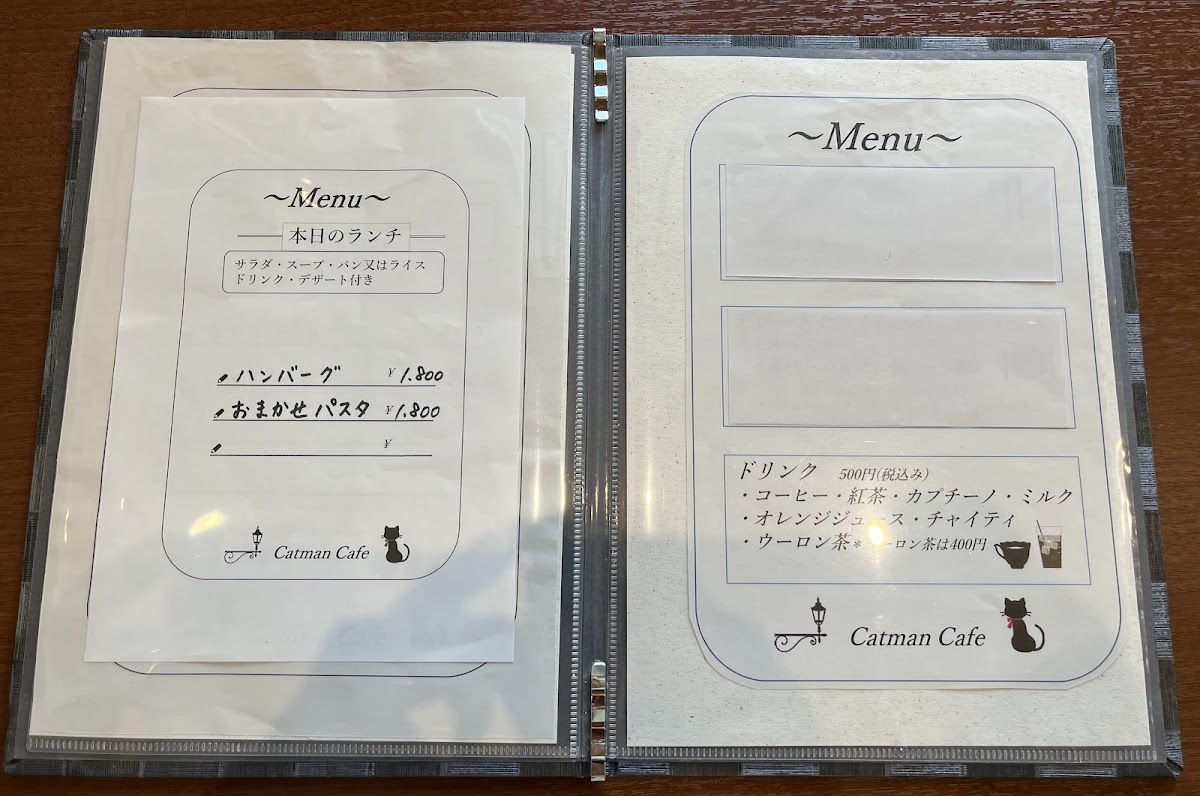 ～Menu～
本日のランチ
サラダ・スープ・パン又はライス
ドリンク・デザート付き
ハンバーグ ¥1.800
おまかせパスタ ¥1.800
¥
Catman Cafe
～Menu～
ドリンク 500円(税込み)
・コーヒー・紅茶・カプチーノ・ミルク
・オレンジジュース・チャイティ
・ウーロン茶*ウーロン茶は400円
Catman Cafe